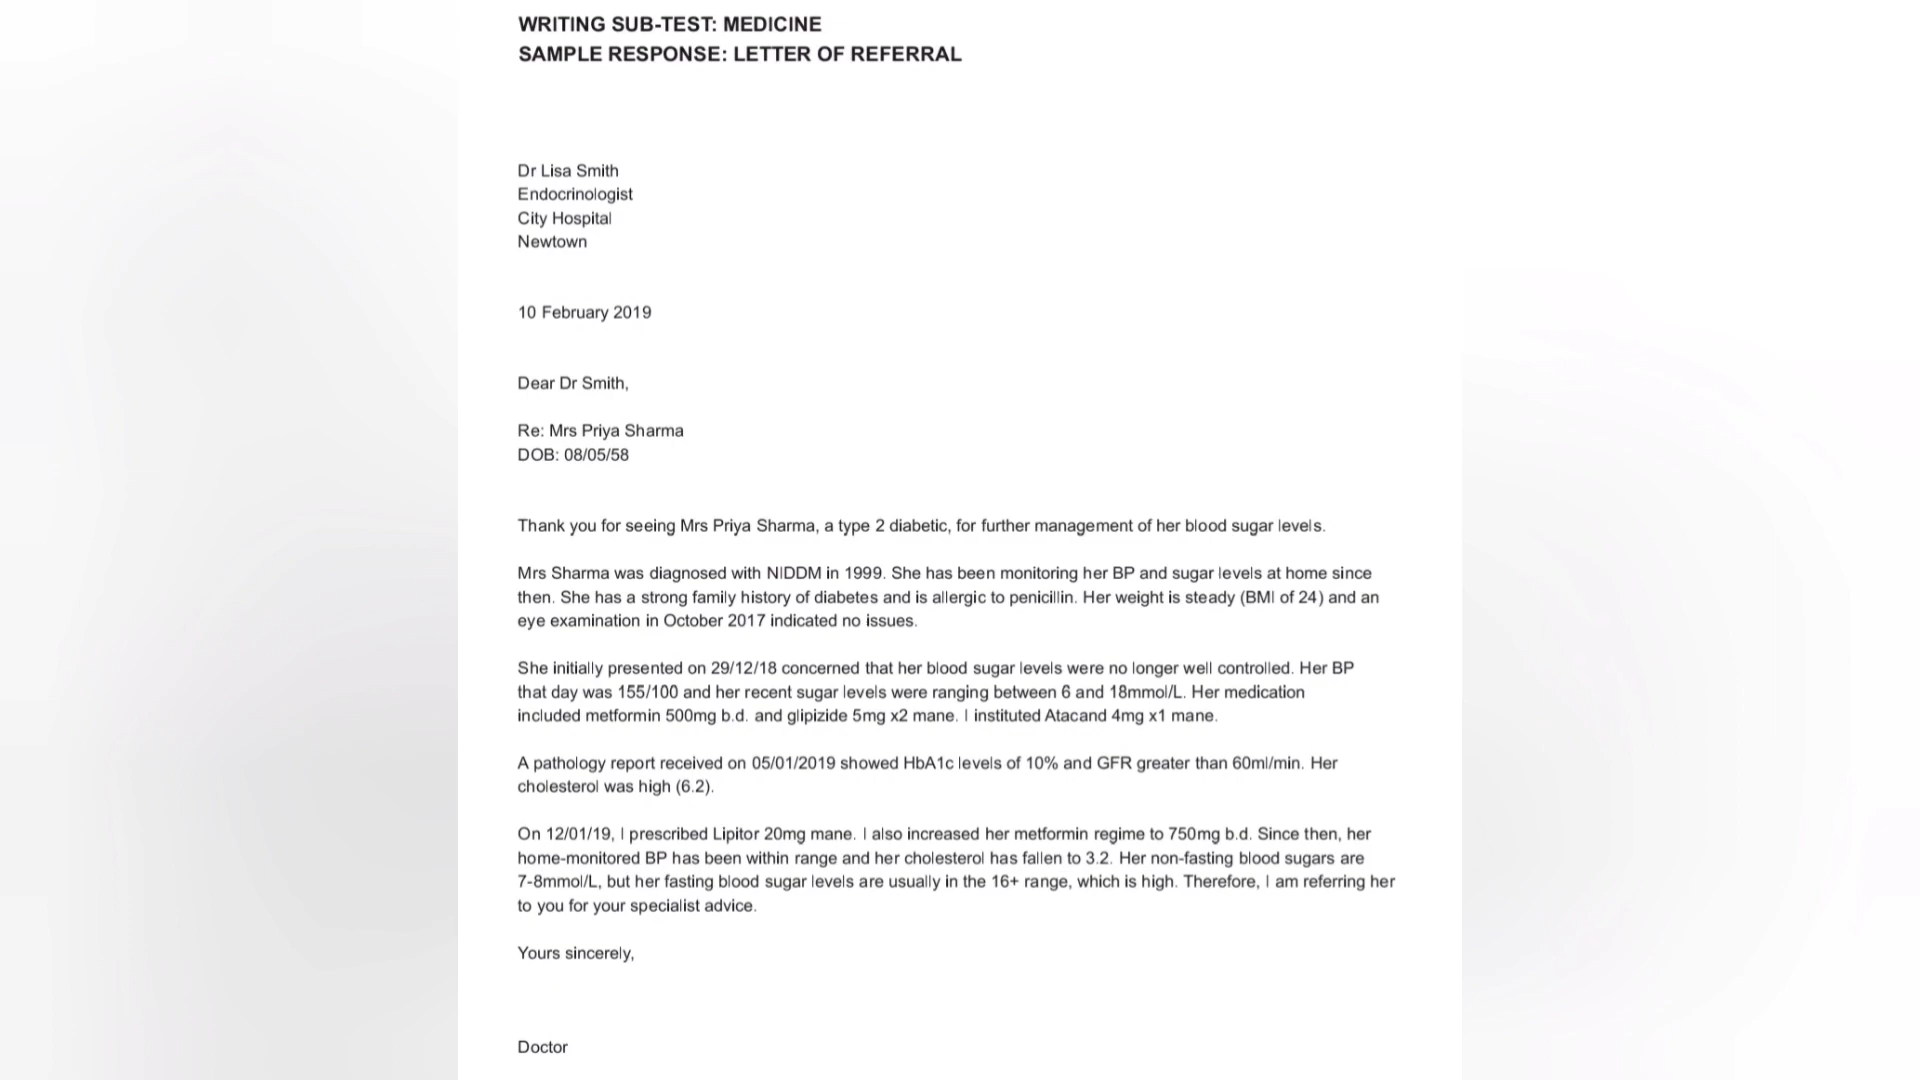 WRITING SUB-TEST: MEDICINE
SAMPLE RESPONSE: LETTER OF REFERRAL
Dr Lisa Smith
Endocrinologist
City Hospital
Newtown
10 February 2019
Dear Dr Smith,
Re: Mrs Priya Sharma
DOB: 08/05/58
Thank you for seeing Mrs Priya Sharma, a type 2 diabetic, for further management of her blood sugar levels.
Mrs Sharma was diagnosed with NIDDM in 1999. She has been monitoring her BP and sugar levels at home since
then. She has a strong family history of diabetes and is allergic to penicillin. Her weight is steady (BMI of 24) and an
eye examination in October 2017 indicated no issues.
She initially presented on 29/12/18 concerned that her blood sugar levels were no longer well controlled. Her BP
that day was 155/100 and her recent sugar levels were ranging between 6 and 18mmol/L. Her medication
included metformin 500mg b.d. and glipizide 5mg x2 mane. I instituted Atacand 4mg x1 mane.
A pathology report received on 05/01/2019 showed HbA1c levels of 10% and GFR greater than 60ml/min. Her
cholesterol was high (6.2).
On 12/01/19, I prescribed Lipitor 20mg mane. I also increased her metformin regime to 750mg b.d. Since then, her
home-monitored BP has been within range and her cholesterol has fallen to 3.2. Her non-fasting blood sugars are
7-8mmol/L, but her fasting blood sugar levels are usually in the 16+ range, which is high. Therefore, I am referring her
to you for your specialist advice.
Yours sincerely,
Doctor